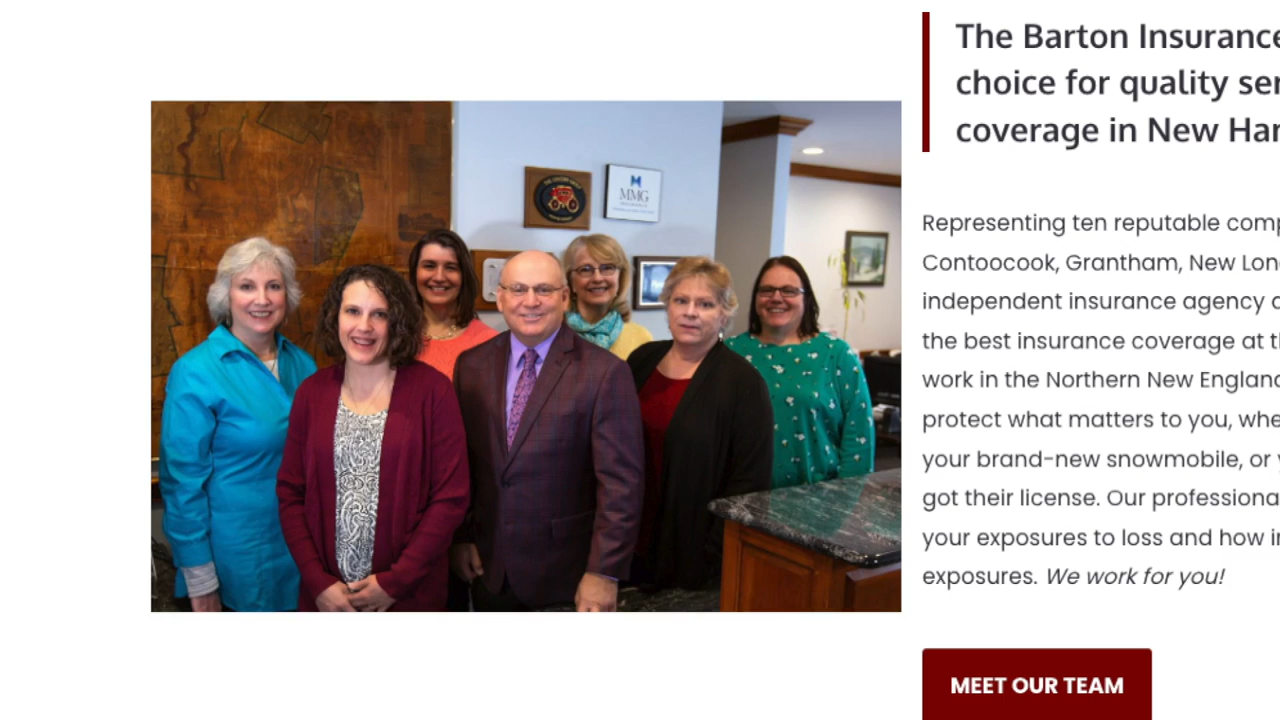 The Barton Insurance
choice for quality ser
coverage in New Har
MMG
Representing ten reputable comp
Contoocook, Grantham, New Lon
independent insurance agency c
the best insurance coverage at t
work in the Northern New England
protect what matters to you, whe
your brand-new snowmobile, or y
got their license. Our professiona
your exposures to loss and how i
exposures. We work for you!
MEET OUR TEAM